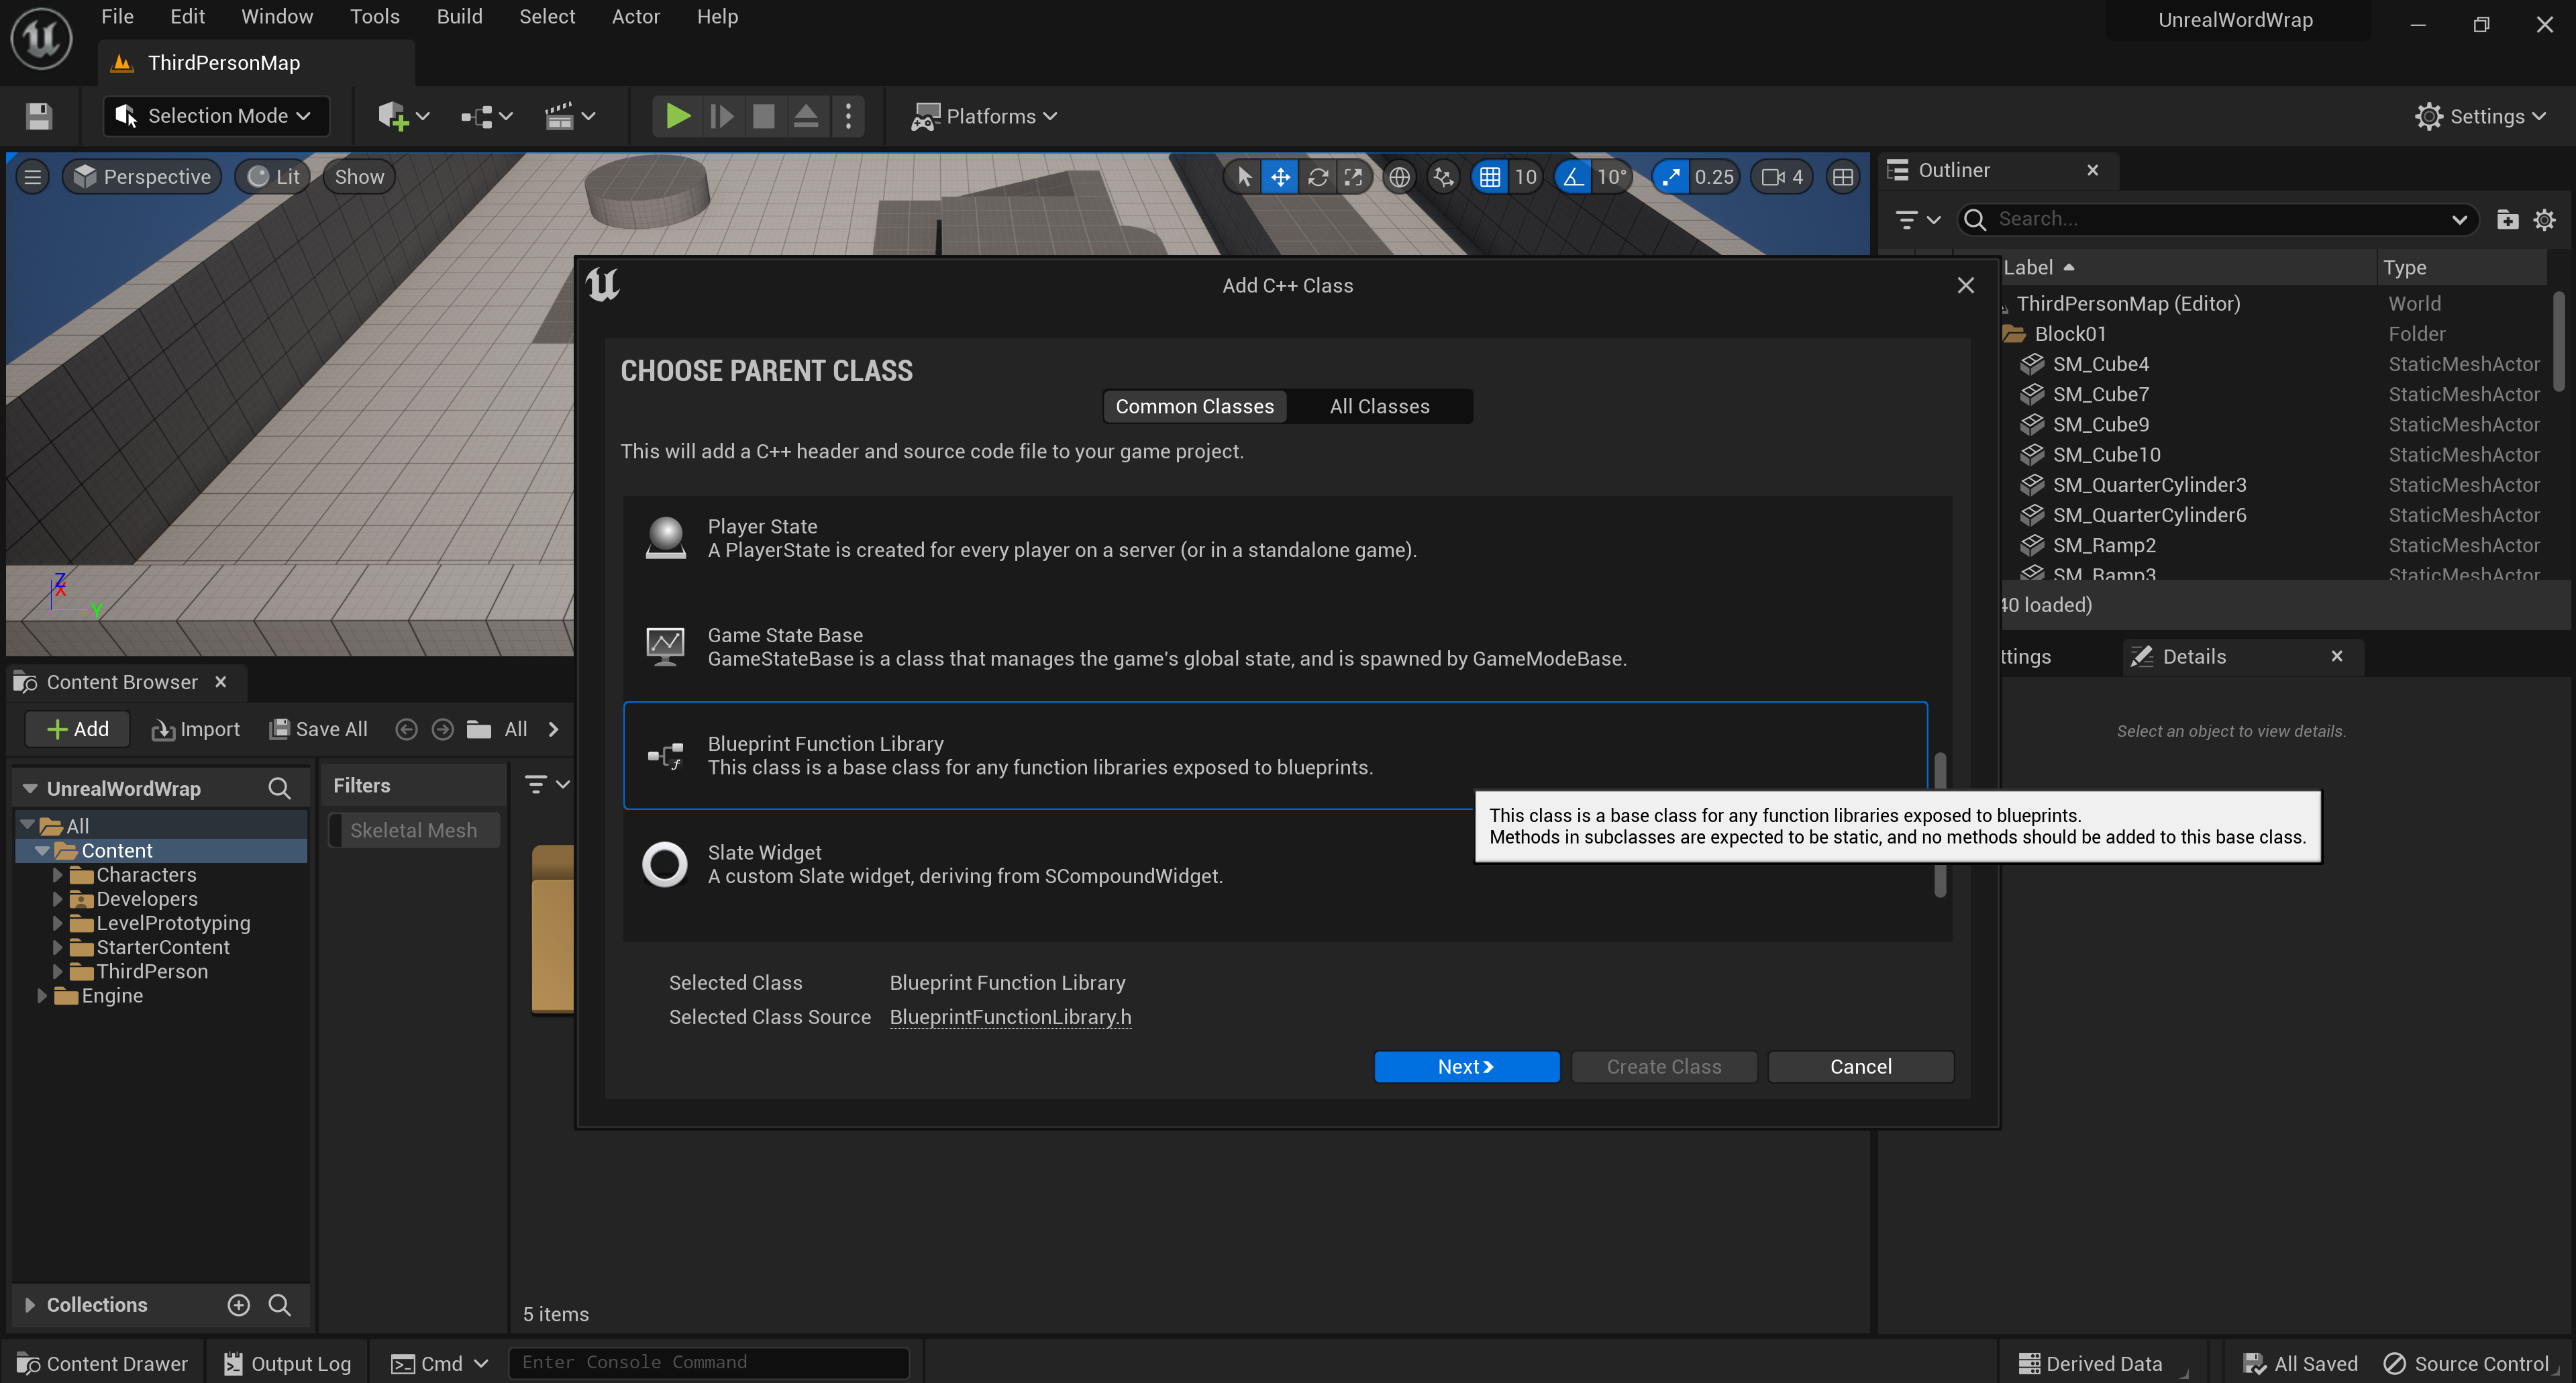 File Edit Window Tools Build Select Actor Help
UnrealWordWrap
ThirdPersonMap
Selection Mode
Platforms
Settings
Perspective
Lit
Show
10
10°
0.25
4
Outliner
Search...
Label
Type
ThirdPersonMap (Editor) World
Block01 Folder
SM_Cube4 StaticMeshActor
SM_Cube7 StaticMeshActor
SM_Cube9 StaticMeshActor
SM_Cube10 StaticMeshActor
SM_QuarterCylinder3 StaticMeshActor
SM_QuarterCylinder6 StaticMeshActor
SM_Ramp2 StaticMeshActor
SM_Ramp3 StaticMeshActor
40 loaded)
ttings
Details
Select an object to view details.
Add C++ Class
CHOOSE PARENT CLASS
Common Classes All Classes
This will add a C++ header and source code file to your game project.
Player State
A PlayerState is created for every player on a server (or in a standalone game).
Game State Base
GameStateBase is a class that manages the game's global state, and is spawned by GameModeBase.
Blueprint Function Library
This class is a base class for any function libraries exposed to blueprints.
This class is a base class for any function libraries exposed to blueprints.
Methods in subclasses are expected to be static, and no methods should be added to this base class.
Slate Widget
A custom Slate widget, deriving from SCompoundWidget.
Selected Class Blueprint Function Library
Selected Class Source BlueprintFunctionLibrary.h
Next
Create Class
Cancel
Z
X
Y
Content Browser
Add
Import
Save All
All
UnrealWordWrap
All
Content
Characters
Developers
LevelPrototyping
StarterContent
ThirdPerson
Engine
Filters
Skeletal Mesh
Collections
5 items
Content Drawer
Output Log
Cmd
Enter Console Command
Derived Data
All Saved
Source Control